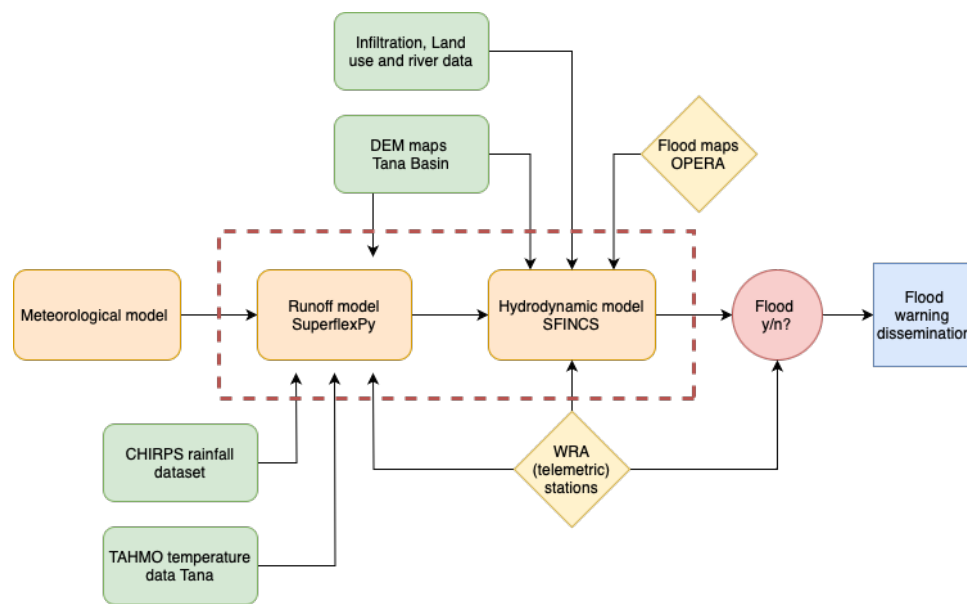 Infiltration, Land
use and river data
DEM maps
Tana Basin
Flood maps
OPERA
Meteorological model
Runoff model
SuperflexPy
Hydrodynamic model
SFINCS
Flood
y/n?
Flood
warning
dissemination
CHIRPS rainfall
dataset
WRA
(telemetric)
stations
TAHMO temperature
data Tana